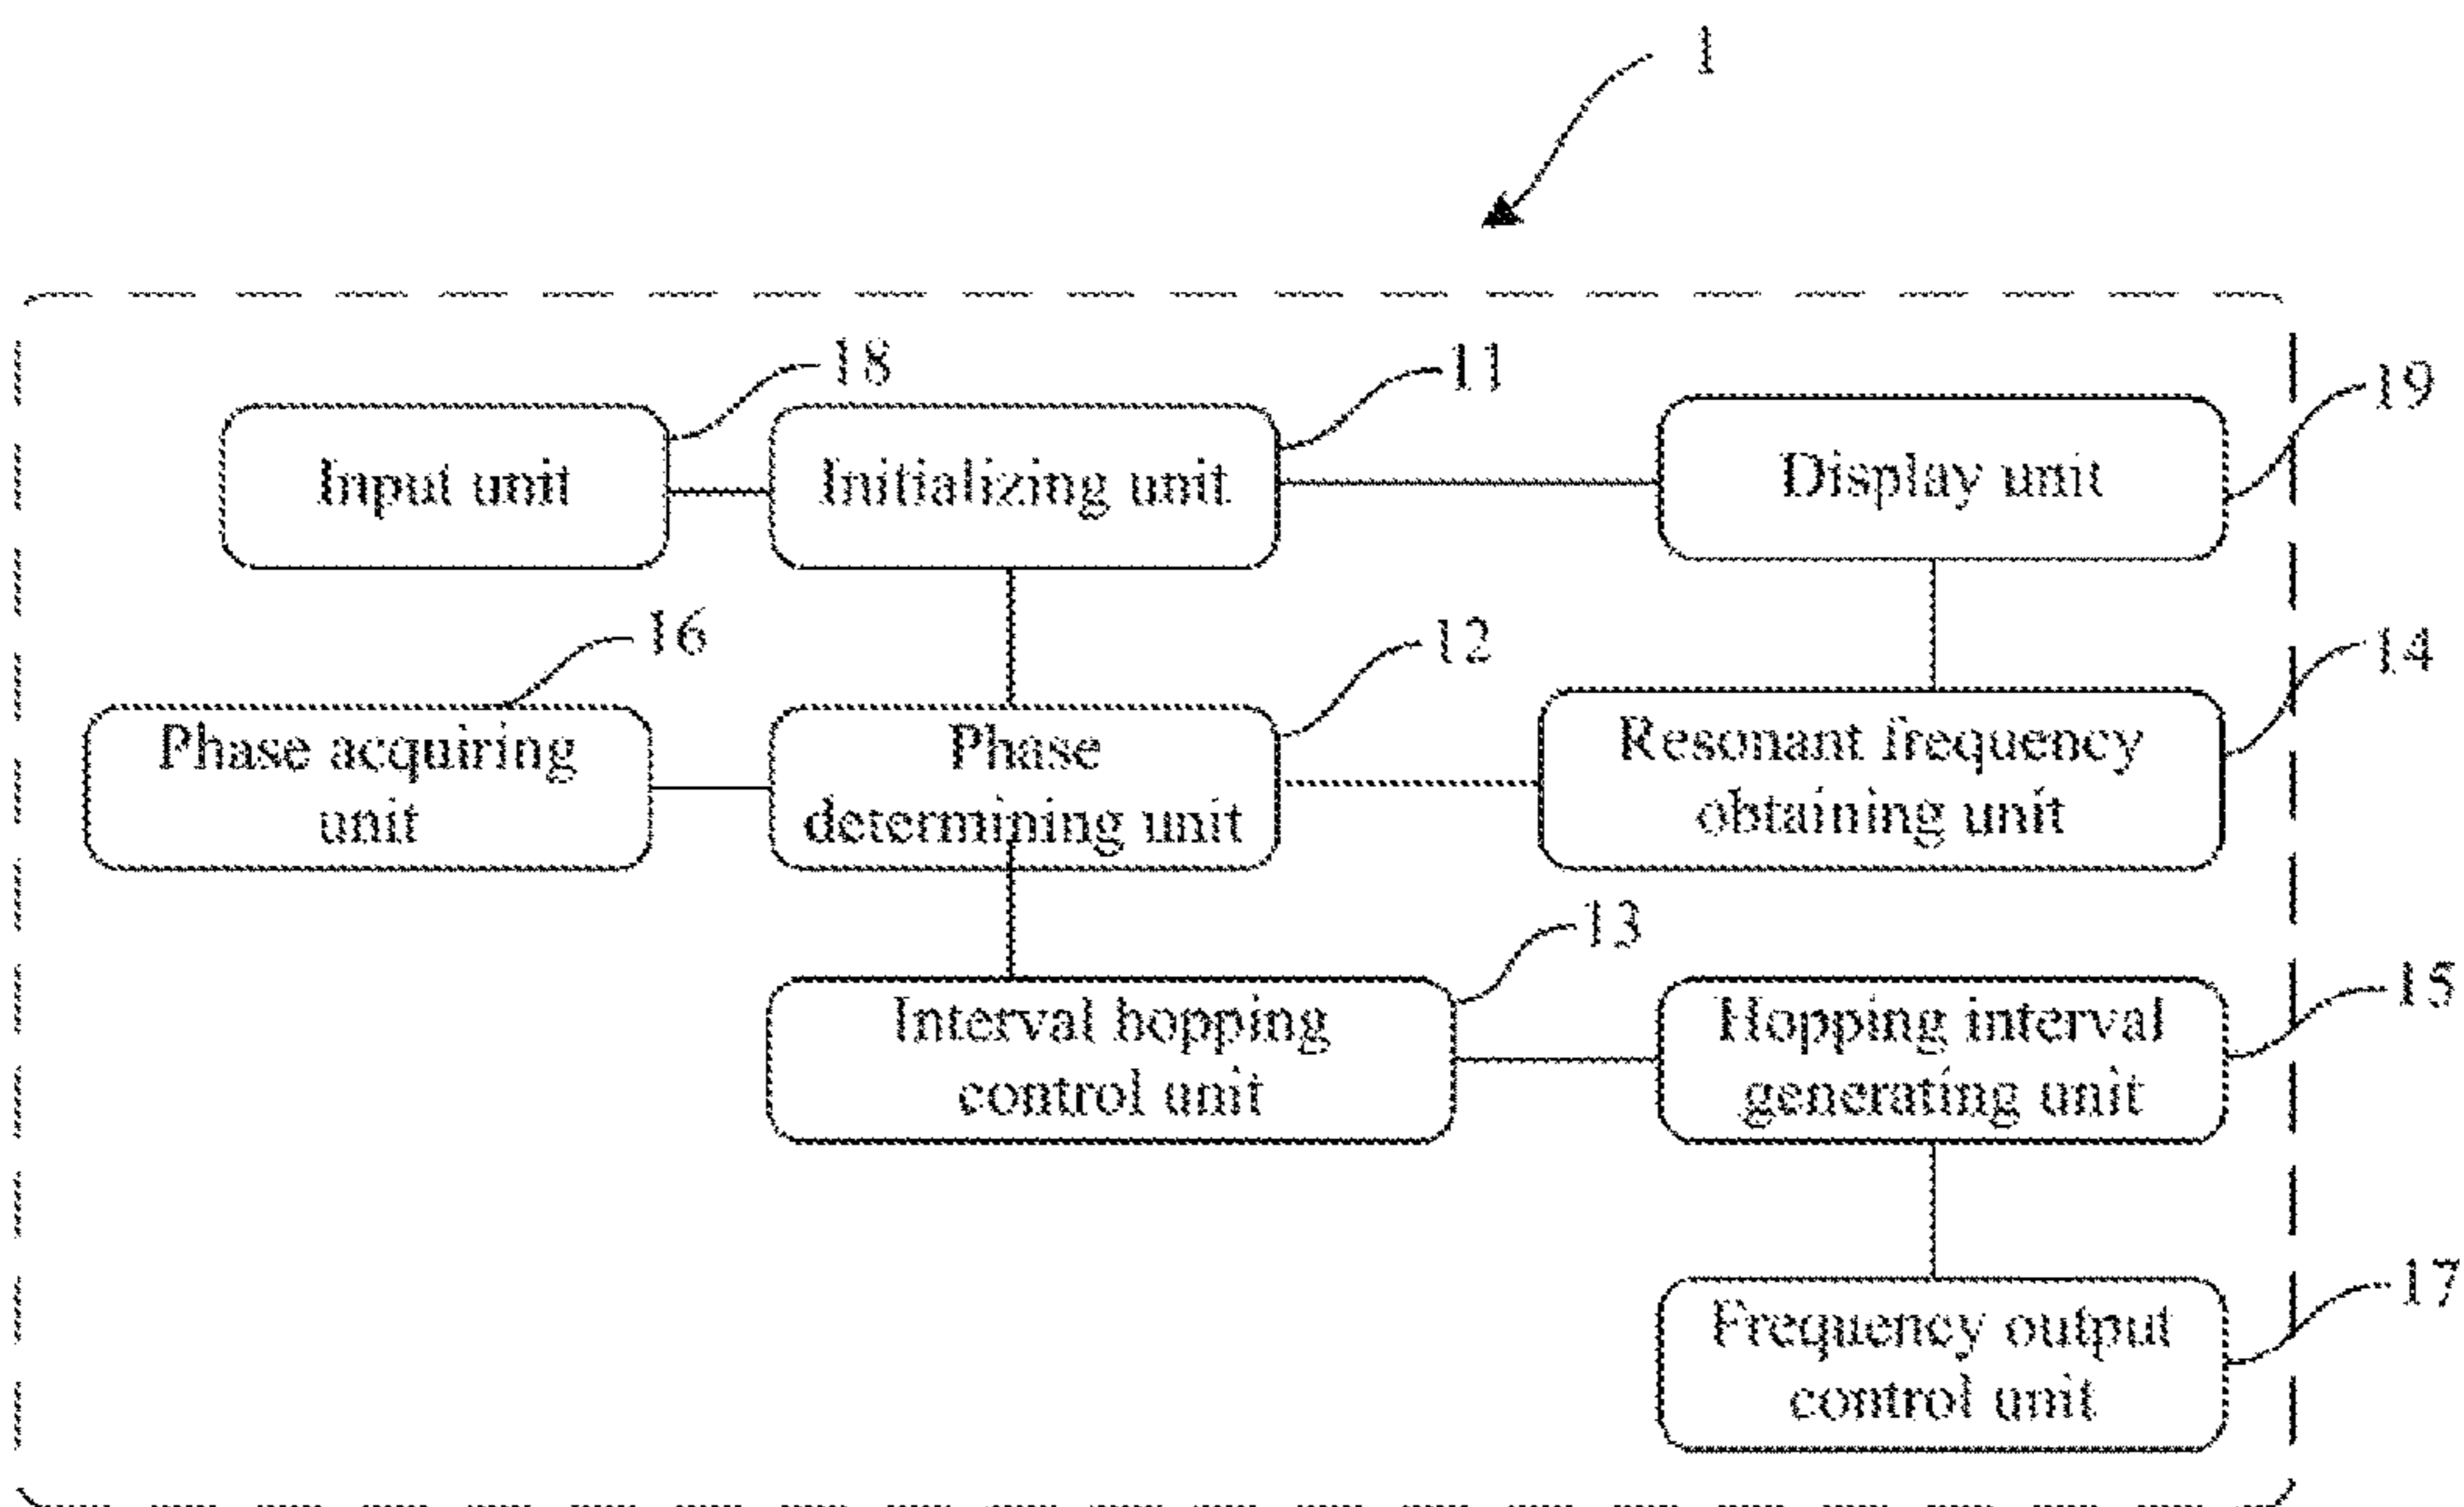 1
18
11
19
Input unit
Initializing unit
Display unit
16
12
14
Phase acquiring
unit
Phase
determining unit
Resonant frequency
obtaining unit
13
15
Interval hopping
control unit
Hopping interval
generating unit
17
Frequency output
control unit